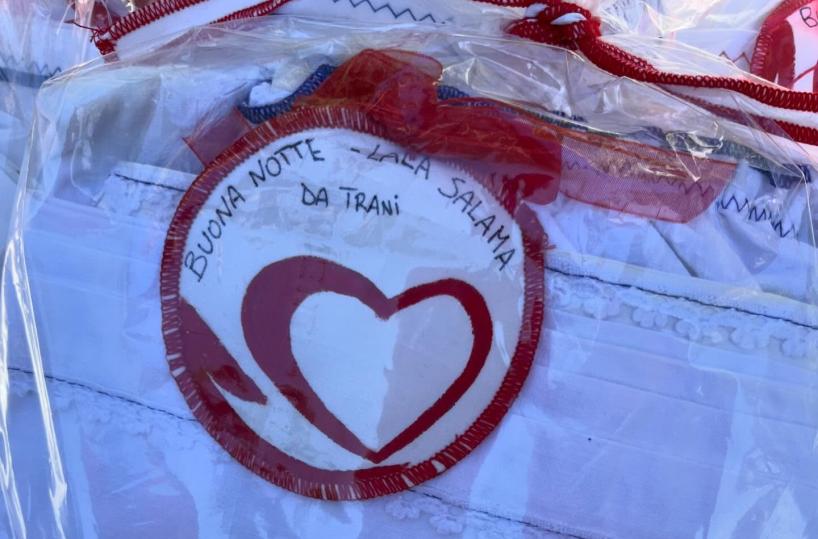 BUONA NOTTE - LALA SALAMA
DA TRANi